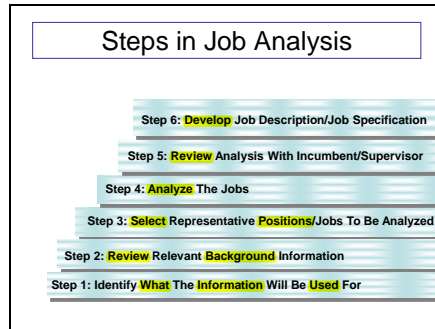 Steps in Job Analysis
Step 6: Develop Job Description/Job Specification
Step 5: Review Analysis With Incumbent/Supervisor
Step 4: Analyze The Jobs
Step 3: Select Representative Positions/Jobs To Be Analyzed
Step 2: Review Relevant Background Information
Step 1: Identify What The Information Will Be Used For